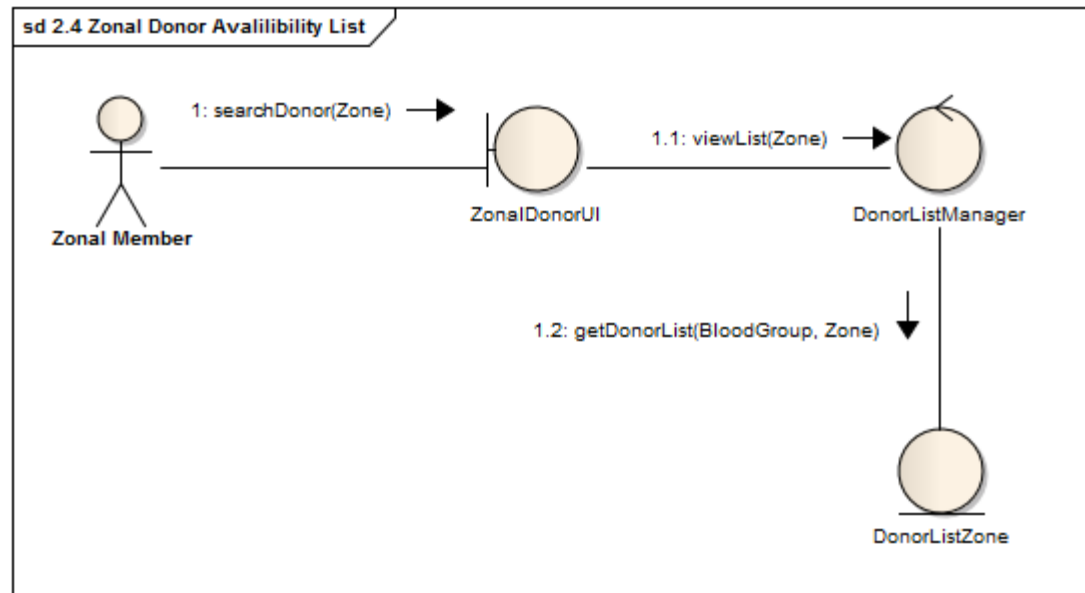 sd 2.4 Zonal Donor Avalilibility List
1: searchDonor(Zone)
1.1: viewList(Zone)
Zonal Member
ZonalDonorUI
DonorListManager
1.2: getDonorList(BloodGroup, Zone)
DonorListZone